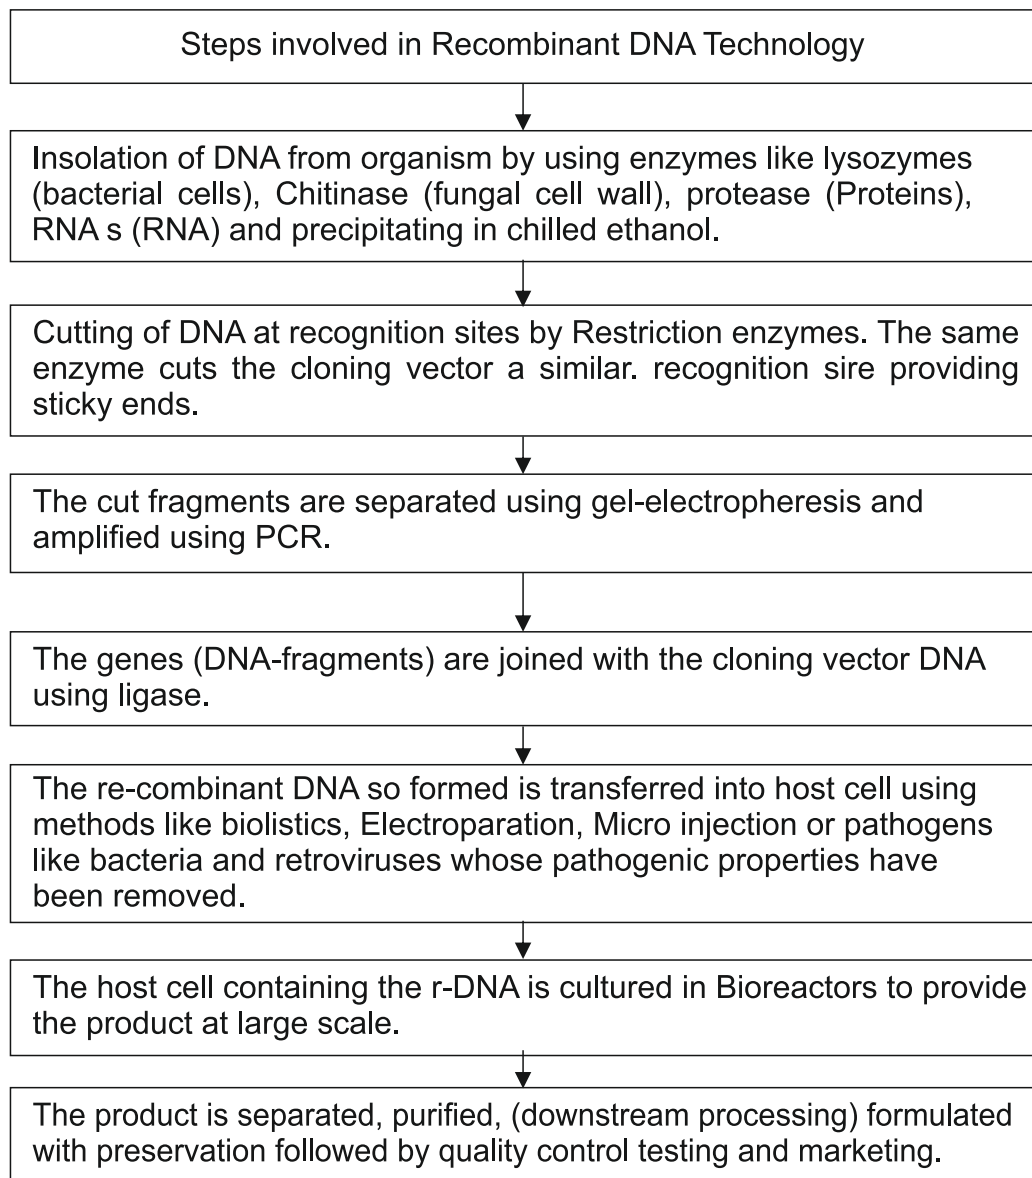 Steps involved in Recombinant DNA Technology
Insolation of DNA from organism by using enzymes like lysozymes
(bacterial cells), Chitinase (fungal cell wall), protease (Proteins),
RNA s (RNA) and precipitating in chilled ethanol.
Cutting of DNA at recognition sites by Restriction enzymes. The same
enzyme cuts the cloning vector a similar. recognition sire providing
sticky ends.
The cut fragments are separated using gel-electropheresis and
amplified using PCR.
The genes (DNA-fragments) are joined with the cloning vector DNA
using ligase.
The re-combinant DNA so formed is transferred into host cell using
methods like biolistics, Electroparation, Micro injection or pathogens
like bacteria and retroviruses whose pathogenic properties have
been removed.
The host cell containing the r-DNA is cultured in Bioreactors to provide
the product at large scale.
The product is separated, purified, (downstream processing) formulated
with preservation followed by quality control testing and marketing.